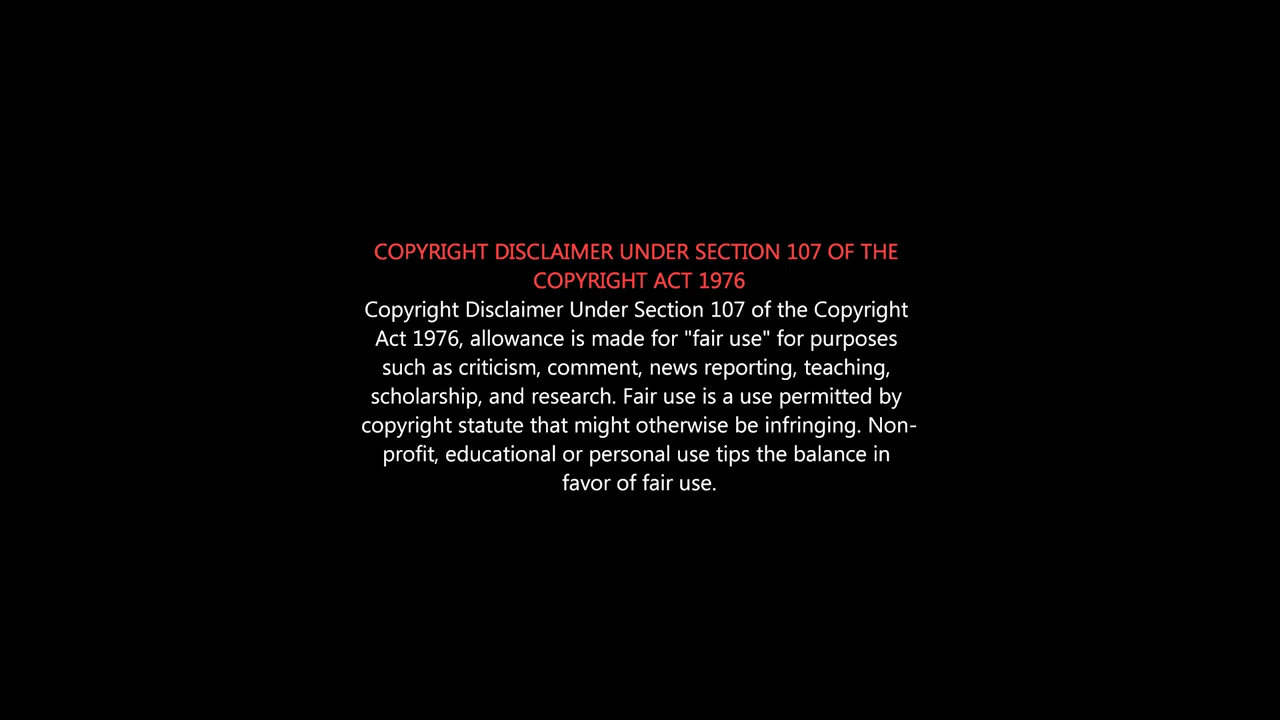 COPYRIGHT DISCLAIMER UNDER SECTION 107 OF THE
COPYRIGHT ACT 1976
Copyright Disclaimer Under Section 107 of the Copyright
Act 1976, allowance is made for "fair use" for purposes
such as criticism, comment, news reporting, teaching,
scholarship, and research. Fair use is a use permitted by
copyright statute that might otherwise be infringing. Non-
profit, educational or personal use tips the balance in
favor of fair use.